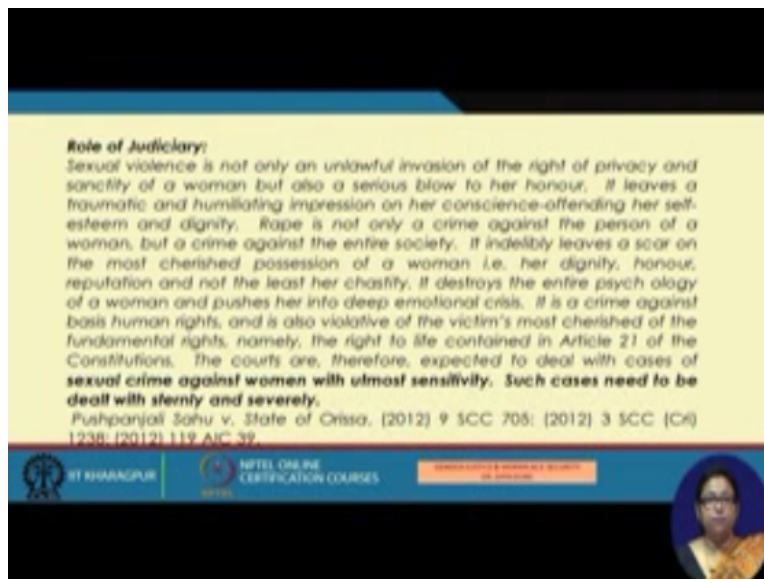 Role of Judiciary:
Sexual violence is not only an unlawful invasion of the right of privacy and
sanctity of a woman but also a serious blow to her honour. It leaves a
traumatic and humiliating impression on her conscience-offending her self-
esteem and dignity. Rape is not only a crime against the person of a
woman, but a crime against the entire society. It indelibly leaves a scar on
the most cherished possession of a woman i.e. her dignity, honour,
reputation and not the least her chastity. It destroys the entire psych ology
of a woman and pushes her into deep emotional crisis. It is a crime against
basis human rights, and is also violative of the victim's most cherished of the
fundamental rights, namely, the right to life contained in Article 21 of the
Constitutions. The courts are, therefore, expected to deal with cases of
sexual crime against women with utmost sensitivity. Such cases need to be
dealt with sternly and severely.
Pushpanjali Sahu v. State of Orissa, (2012) 9 SCC 705: (2012) 3 SCC (Cri)
1238: (2012) 119 AIC 39.
IIT KHARAGPUR
NPTEL
NPTEL ONLINE
CERTIFICATION COURSES